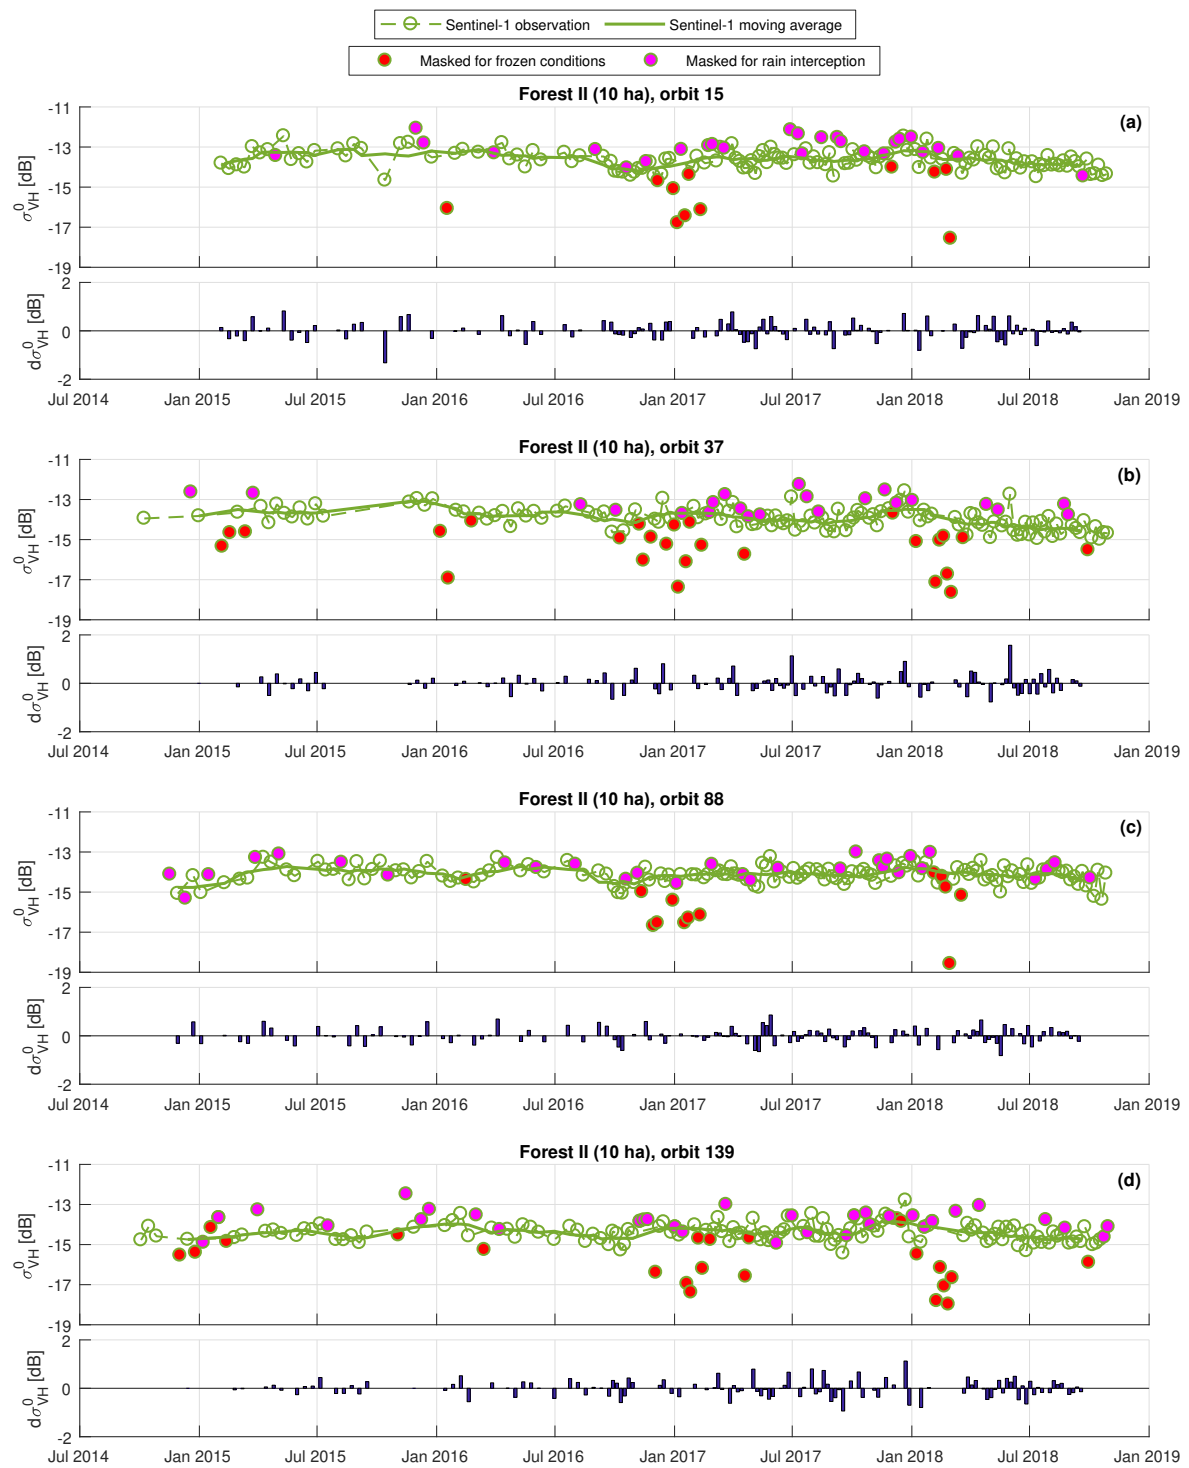 Sentinel-1 observation Sentinel-1 moving average
Masked for frozen conditions Masked for rain interception
Forest II (10 ha), orbit 15
(a)
-11
-13
-15
-17
-19
σ⁰VH [dB]
2
0
-2
dσ⁰VH [dB]
Jul 2014 Jan 2015 Jul 2015 Jan 2016 Jul 2016 Jan 2017 Jul 2017 Jan 2018 Jul 2018 Jan 2019
Forest II (10 ha), orbit 37
(b)
-11
-13
-15
-17
-19
σ⁰VH [dB]
2
0
-2
dσ⁰VH [dB]
Jul 2014 Jan 2015 Jul 2015 Jan 2016 Jul 2016 Jan 2017 Jul 2017 Jan 2018 Jul 2018 Jan 2019
Forest II (10 ha), orbit 88
(c)
-11
-13
-15
-17
-19
σ⁰VH [dB]
2
0
-2
dσ⁰VH [dB]
Jul 2014 Jan 2015 Jul 2015 Jan 2016 Jul 2016 Jan 2017 Jul 2017 Jan 2018 Jul 2018 Jan 2019
Forest II (10 ha), orbit 139
(d)
-11
-13
-15
-17
-19
σ⁰VH [dB]
2
0
-2
dσ⁰VH [dB]
Jul 2014 Jan 2015 Jul 2015 Jan 2016 Jul 2016 Jan 2017 Jul 2017 Jan 2018 Jul 2018 Jan 2019